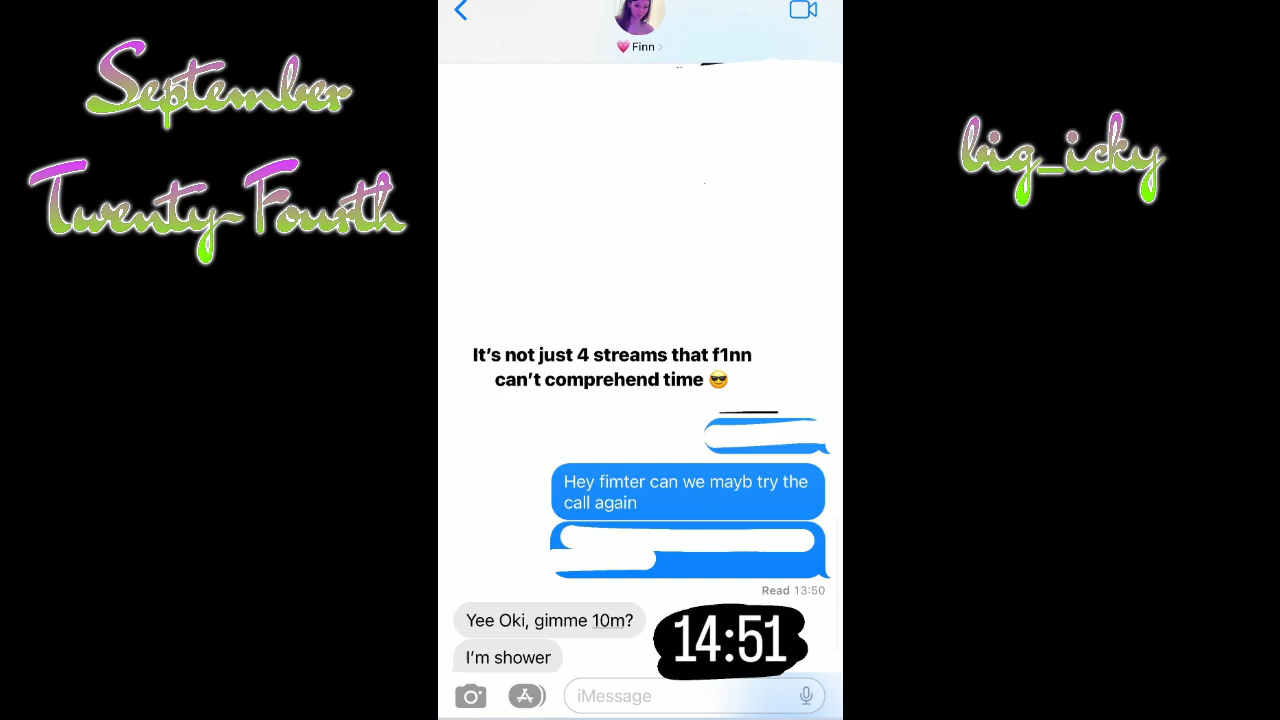 September
Twenty-Fourth
big_icky
💗 Finn >
It's not just 4 streams that f1nn
can't comprehend time 😎
Hey fimter can we mayb try the
call again
Read 13:50
Yee Oki, gimme 10m?
I'm shower
14:51
iMessage